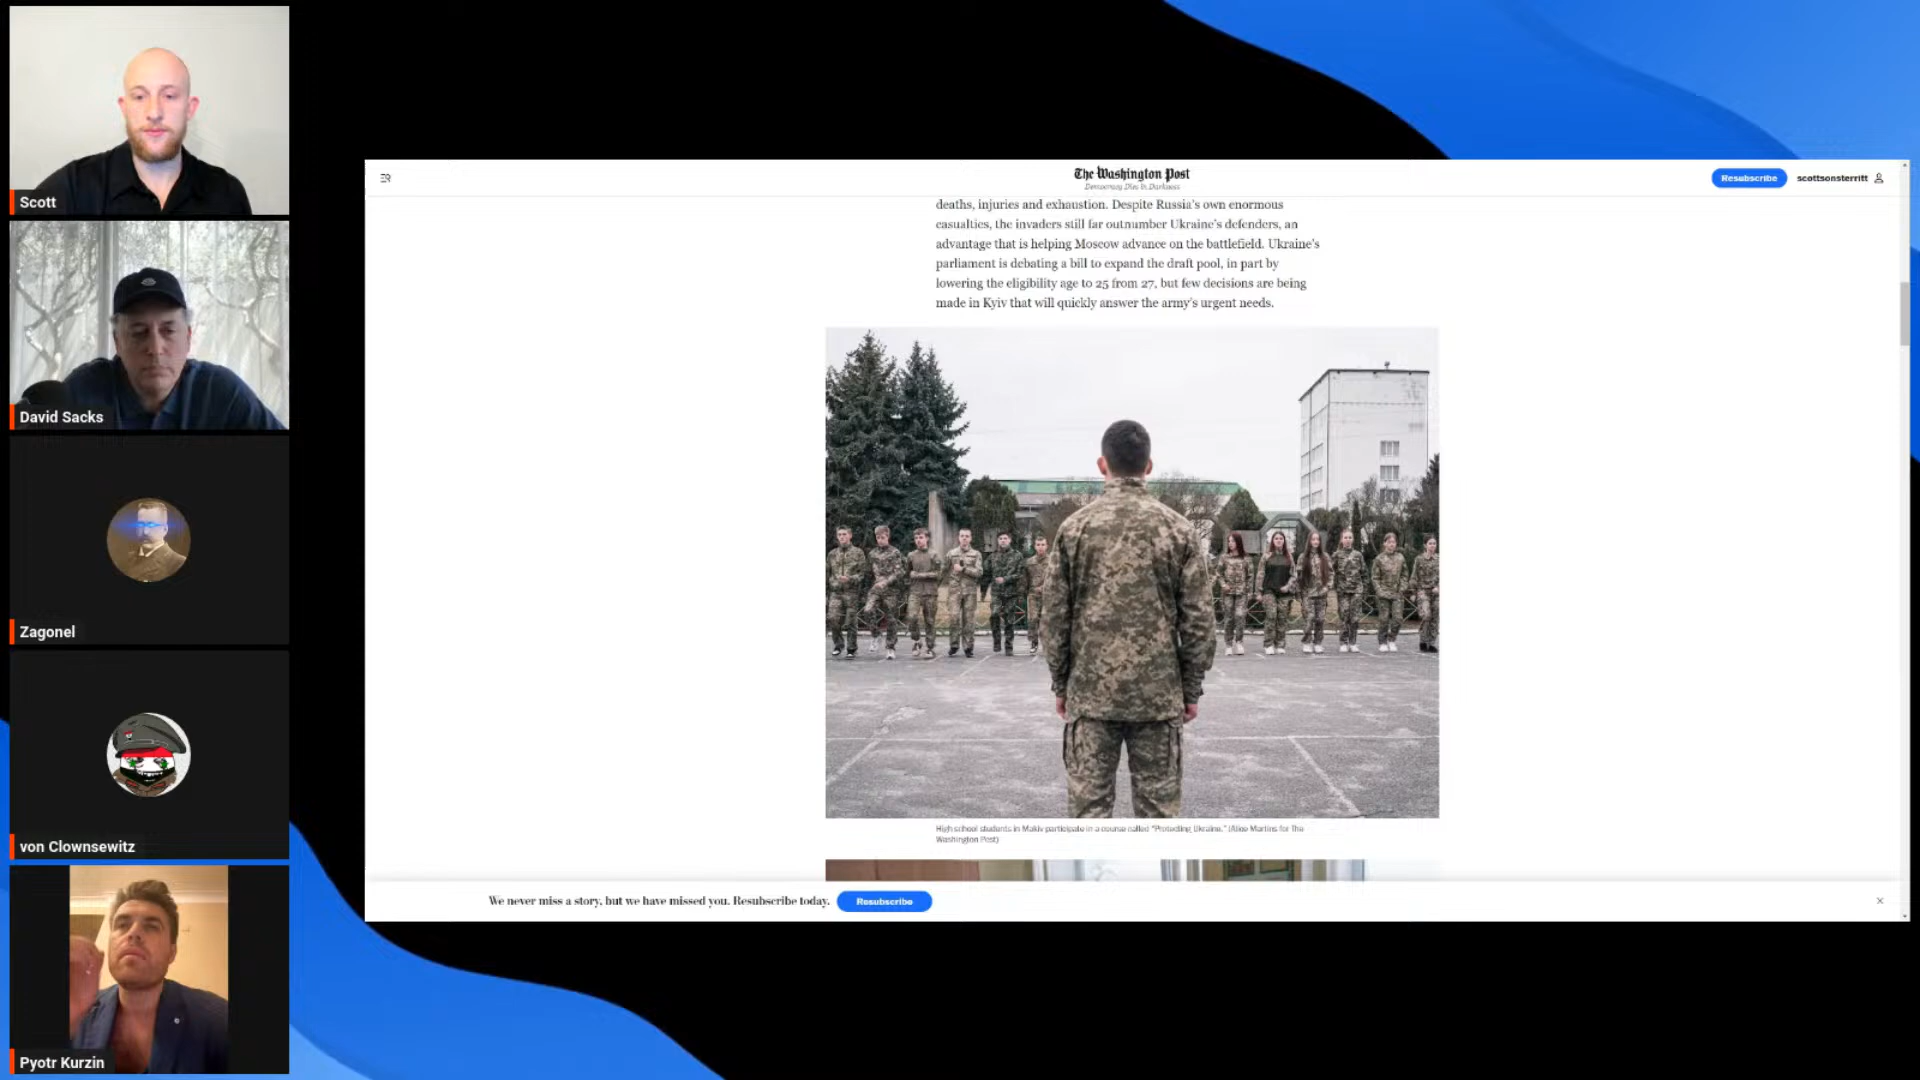 Scott
David Sacks
Zagonel
von Clownsewitz
Pyotr Kurzin
The Washington Post
Democracy Dies in Darkness
Resubscribe
scottsonsterritt
deaths, injuries and exhaustion. Despite Russia's own enormous
casualties, the invaders still far outnumber Ukraine's defenders, an
advantage that is helping Moscow advance on the battlefield. Ukraine's
parliament is debating a bill to expand the draft pool, in part by
lowering the eligibility age to 25 from 27, but few decisions are being
made in Kyiv that will quickly answer the army's urgent needs.
High school students in Makiv participate in a course called "Protecting Ukraine." (Alice Martins for The
Washington Post)
We never miss a story, but we have missed you. Resubscribe today.
Resubscribe